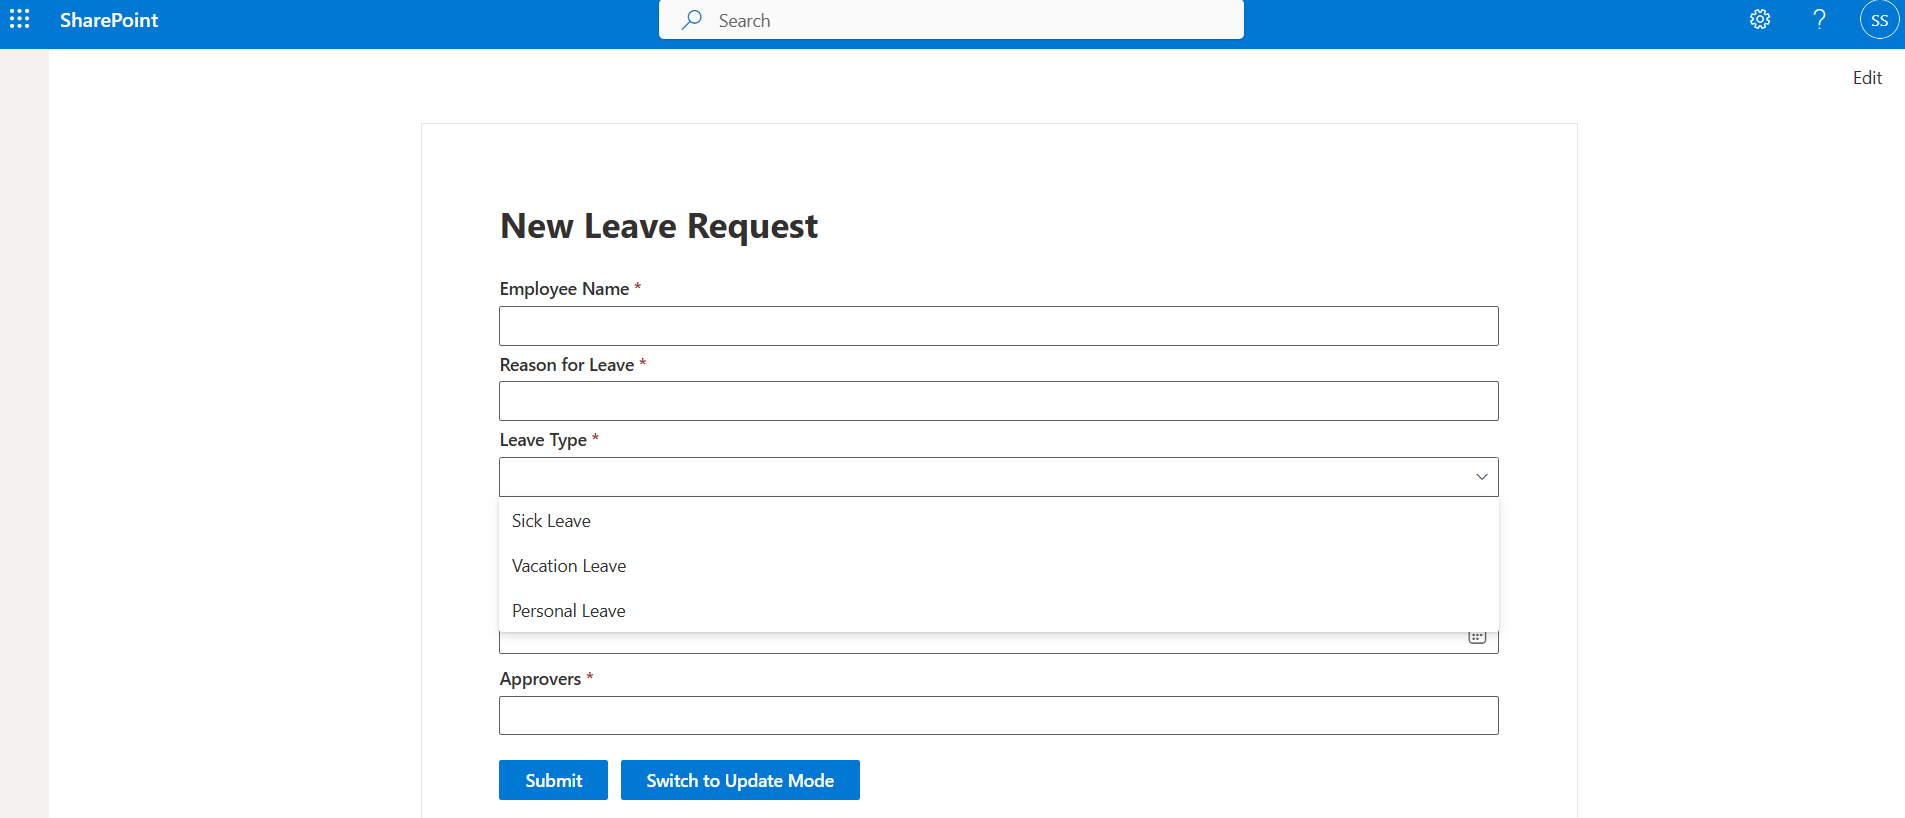 SharePoint
Search
?
SS
Edit
New Leave Request
Employee Name *
Reason for Leave *
Leave Type *
Sick Leave
Vacation Leave
Personal Leave
Approvers *
Submit
Switch to Update Mode